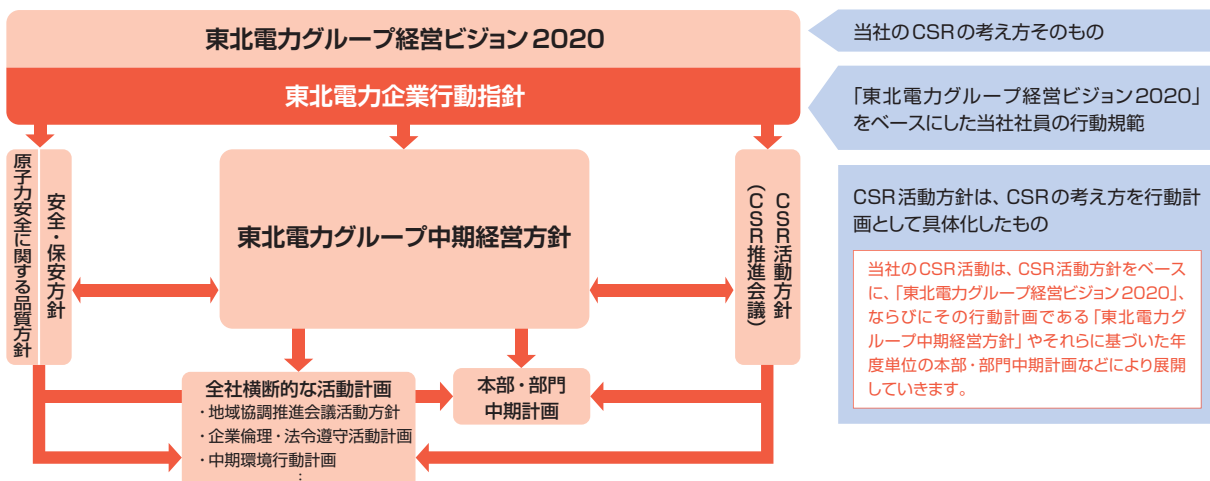 東北電力グループ経営ビジョン2020
東北電力企業行動指針
原子力安全に関する品質方針
安全・保安方針
東北電力グループ中期経営方針
CSR活動方針
(CSR推進会議)
全社横断的な活動計画
・地域協調推進会議活動方針
・企業倫理・法令遵守活動計画
・中期環境行動計画
:
本部・部門
中期計画
当社のCSRの考え方そのもの
「東北電力グループ経営ビジョン2020」
をベースにした当社社員の行動規範
CSR活動方針は、CSRの考え方を行動計
画として具体化したもの
当社のCSR活動は、CSR活動方針をベース
に、「東北電力グループ経営ビジョン2020」、
ならびにその行動計画である「東北電力グ
ループ中期経営方針」やそれらに基づいた年
度単位の本部・部門中期計画などにより展開
していきます。